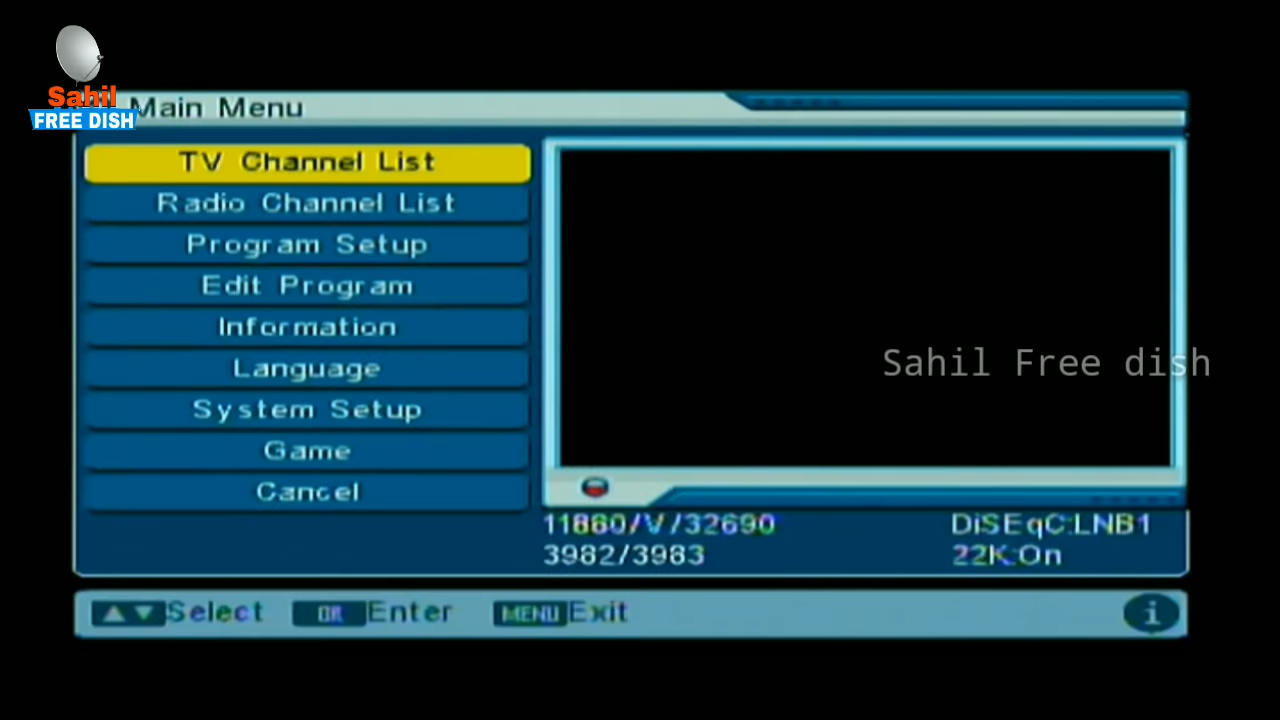 Sahil
FREE DISH
Main Menu
TV Channel List
Radio Channel List
Program Setup
Edit Program
Information
Language
System Setup
Game
Cancel
Sahil Free dish
11860/V/32690
DiSEqC:LNB1
3982/3983
22K:On
Select
OK
Enter
MENU
Exit
i